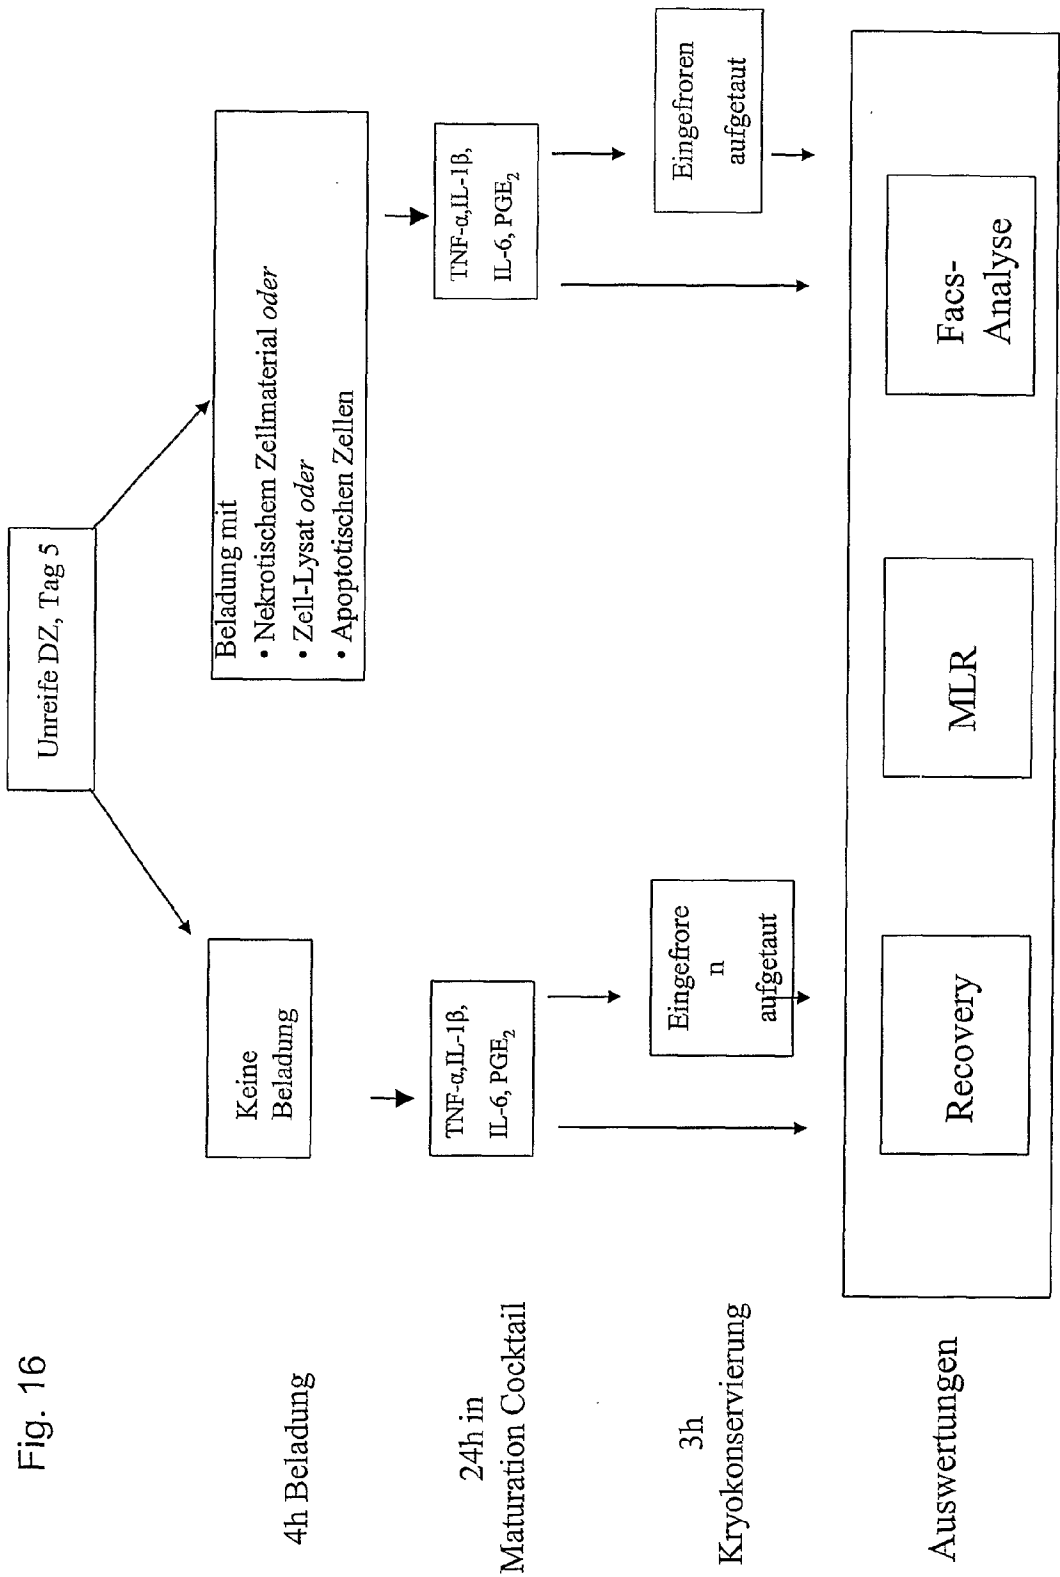 Fig. 16
Unreife DZ, Tag 5
4h Beladung
Keine
Beladung
Beladung mit
• Nekrotischem Zellmaterial oder
• Zell-Lysat oder
• Apoptotischen Zellen
24h in
Maturation Cocktail
TNF-α,IL-1β,
IL-6, PGE₂
TNF-α,IL-1β,
IL-6, PGE₂
3h
Kryokonservierung
Eingefrore
n
aufgetaut
Eingefroren
aufgetaut
Auswertungen
Recovery
MLR
Facs-
Analyse